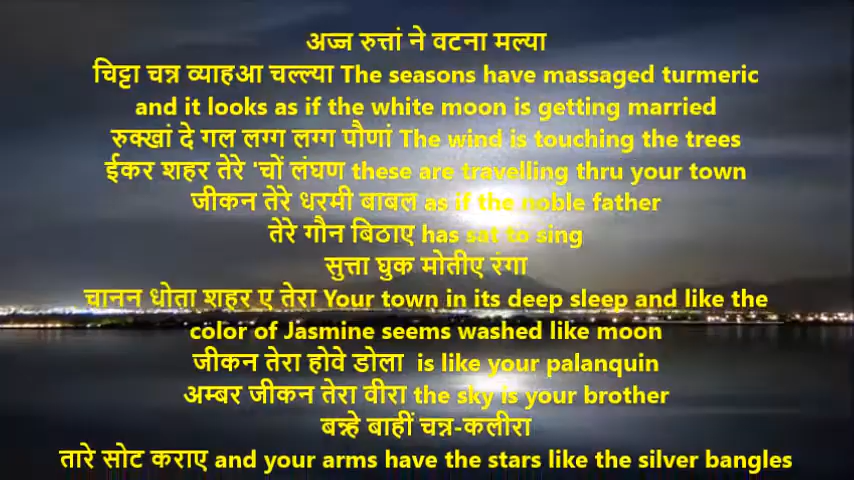 अज्ज रुत्तां ने वटना मल्या
चिट्टा चन्न व्याहआ चल्ल्या The seasons have massaged turmeric
and it looks as if the white moon is getting married
रुक्खां दे गल लग्ग लग्ग पौणां The wind is touching the trees
ईकर शहर तेरे 'चों लंघण these are travelling thru your town
जीकन तेरे धरमी बाबल as if the noble father
तेरे गौन बिठाए has sat to sing
सुत्ता घुक मोतीए रंगा
चानन धोता शहर ए तेरा Your town in its deep sleep and like the
color of Jasmine seems washed like moon
जीकन तेरा होवे डोला is like your palanquin
अम्बर जीकन तेरा वीरा the sky is your brother
बन्हे बाहीं चन्न-कलीरा
तारे सोट कराए and your arms have the stars like the silver bangles